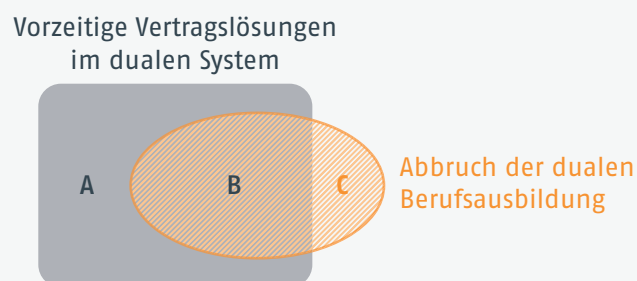 Vorzeitige Vertragslösungen
im dualen System
A
B
C
Abbruch der dualen
Berufsausbildung